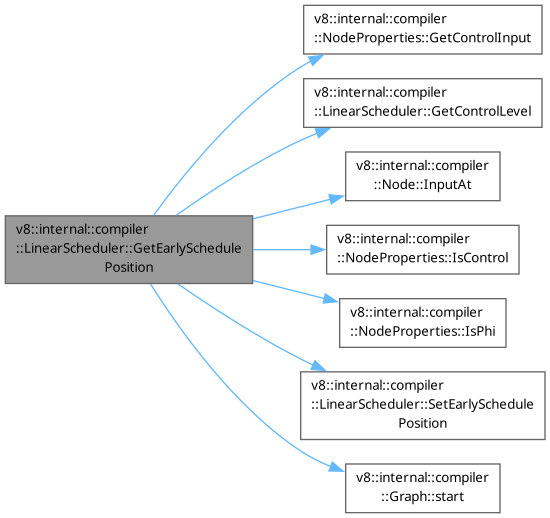 v8::internal::compiler
::NodeProperties::GetControlInput
v8::internal::compiler
::LinearScheduler::GetControlLevel
v8::internal::compiler
::Node::InputAt
v8::internal::compiler
::LinearScheduler::GetEarlySchedule
Position
v8::internal::compiler
::NodeProperties::IsControl
v8::internal::compiler
::NodeProperties::IsPhi
v8::internal::compiler
::LinearScheduler::SetEarlySchedule
Position
v8::internal::compiler
::Graph::start